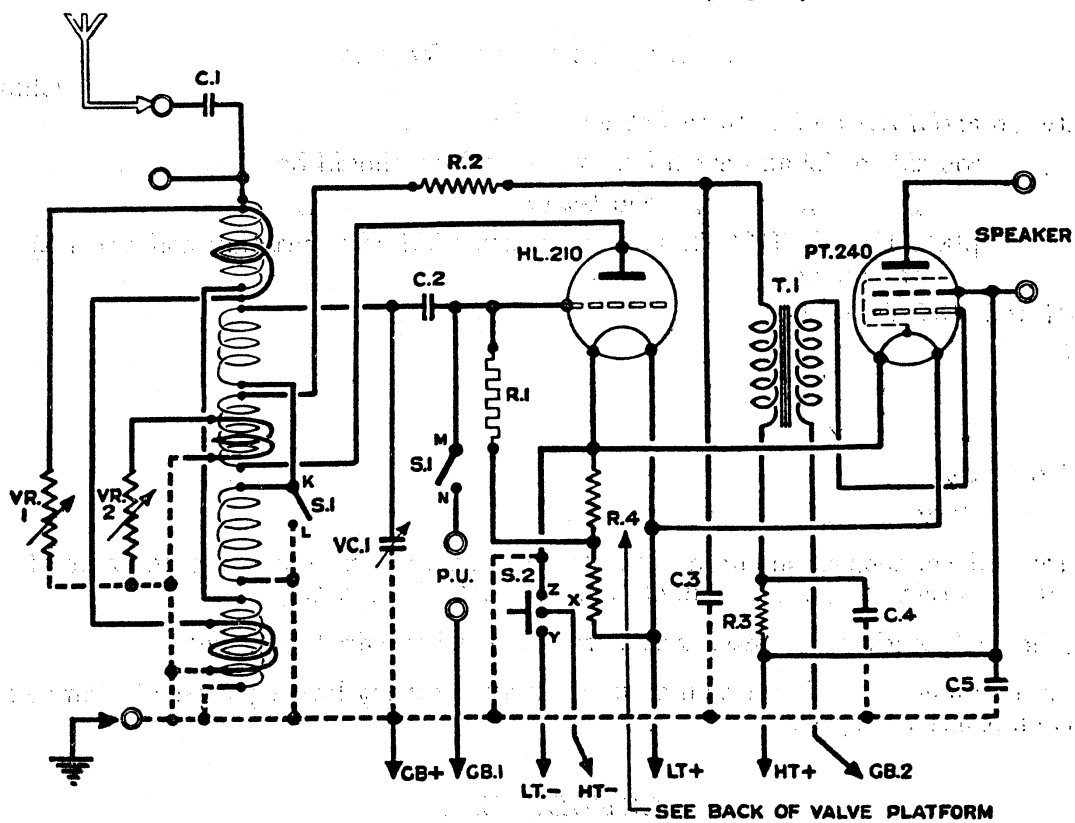 C.1
R.2
HL.210
PT.240
SPEAKER
C.2
T.1
R.1
M
S.1
N
K
S.1
L
VR.
1
VR.
2
VC.1
P.U.
R.4
S.2
Z
X
Y
C.3
R.3
C.4
C5
GB+
GB.1
LT.-
HT-
LT+
HT+
GB.2
SEE BACK OF VALVE PLATFORM